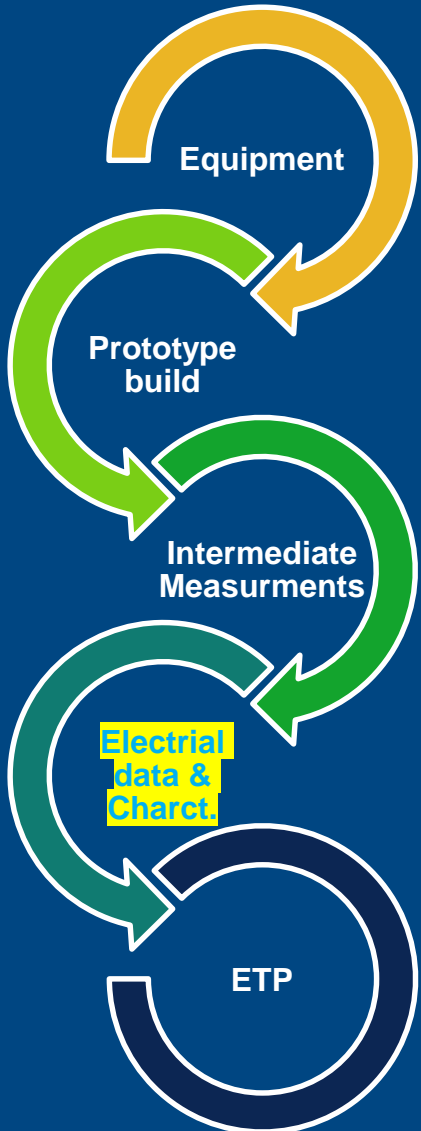 Equipment
Prototype
build
Intermediate
Measurments
Electrial
data &
Charct.
ETP